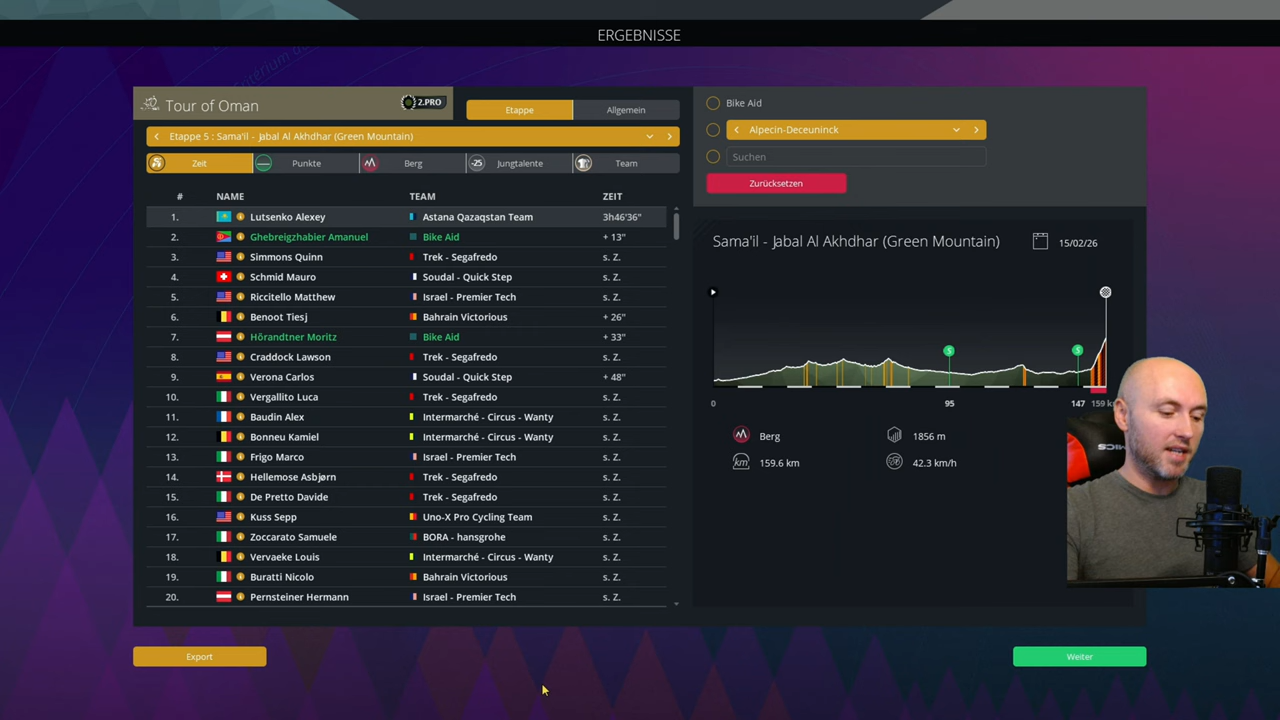 ERGEBNISSE
Tour of Oman
2.PRO
Etappe
Allgemein
Etappe 5 : Sama'il - Jabal Al Akhdhar (Green Mountain)
Zeit
Punkte
Berg
25
Jungtalente
Team
# NAME TEAM ZEIT
1. Lutsenko Alexey Astana Qazaqstan Team 3h46'36"
2. Ghebreigzhabier Amanuel Bike Aid + 13"
3. Simmons Quinn Trek - Segafredo s. Z.
4. Schmid Mauro Soudal - Quick Step s. Z.
5. Riccitello Matthew Israel - Premier Tech s. Z.
6. Benoot Tiesj Bahrain Victorious + 26"
7. Hörandtner Moritz Bike Aid + 33"
8. Craddock Lawson Trek - Segafredo s. Z.
9. Verona Carlos Soudal - Quick Step + 48"
10. Vergallito Luca Trek - Segafredo s. Z.
11. Baudin Alex Intermarché - Circus - Wanty s. Z.
12. Bonneu Kamiel Intermarché - Circus - Wanty s. Z.
13. Frigo Marco Israel - Premier Tech s. Z.
14. Hellemose Asbjørn Trek - Segafredo s. Z.
15. De Pretto Davide Trek - Segafredo s. Z.
16. Kuss Sepp Uno-X Pro Cycling Team s. Z.
17. Zoccarato Samuele BORA - hansgrohe s. Z.
18. Vervaeke Louis Intermarché - Circus - Wanty s. Z.
19. Buratti Nicolo Bahrain Victorious s. Z.
20. Pernsteiner Hermann Israel - Premier Tech s. Z.
Bike Aid
Alpecin-Deceuninck
Suchen
Zurücksetzen
Sama'il - Jabal Al Akhdhar (Green Mountain)
15/02/26
S
S
0 95 147 159 k
Berg
1856 m
km
159.6 km
42.3 km/h
Export
Weiter